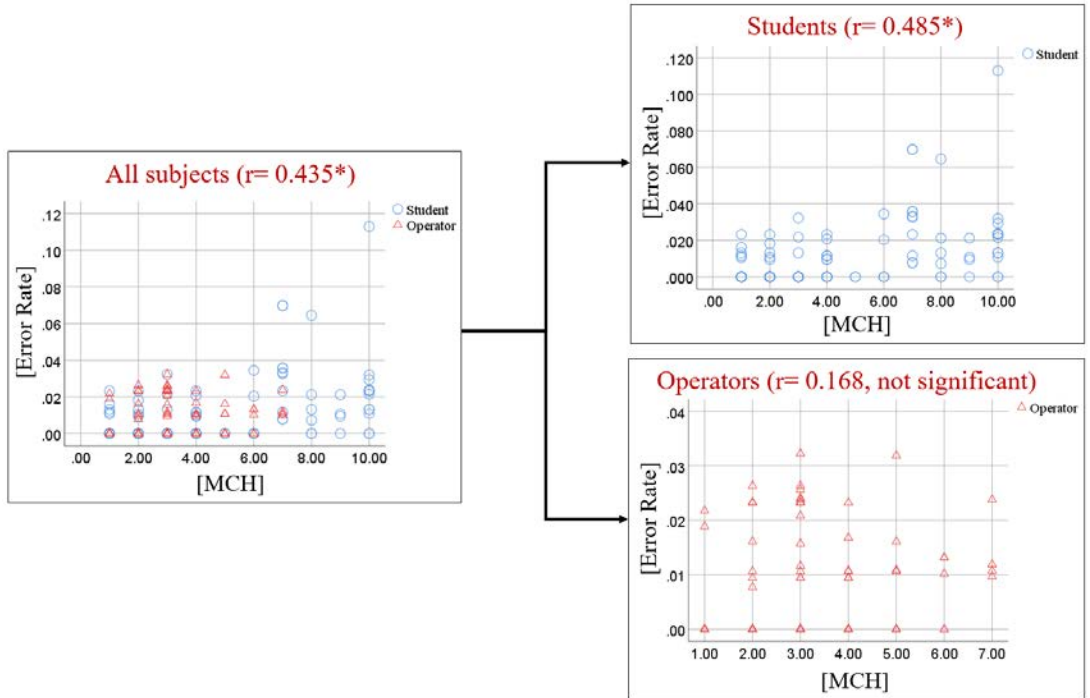 All subjects (r= 0.435*)
Student
Operator
[Error Rate]
.12
.10
.08
.06
.04
.02
.00
.00 2.00 4.00 6.00 8.00 10.00
[MCH]
Students (r= 0.485*)
Student
[Error Rate]
.120
.100
.080
.060
.040
.020
.000
.00 2.00 4.00 6.00 8.00 10.00
[MCH]
Operators (r= 0.168, not significant)
Operator
[Error Rate]
.04
.03
.02
.01
.00
1.00 2.00 3.00 4.00 5.00 6.00 7.00
[MCH]